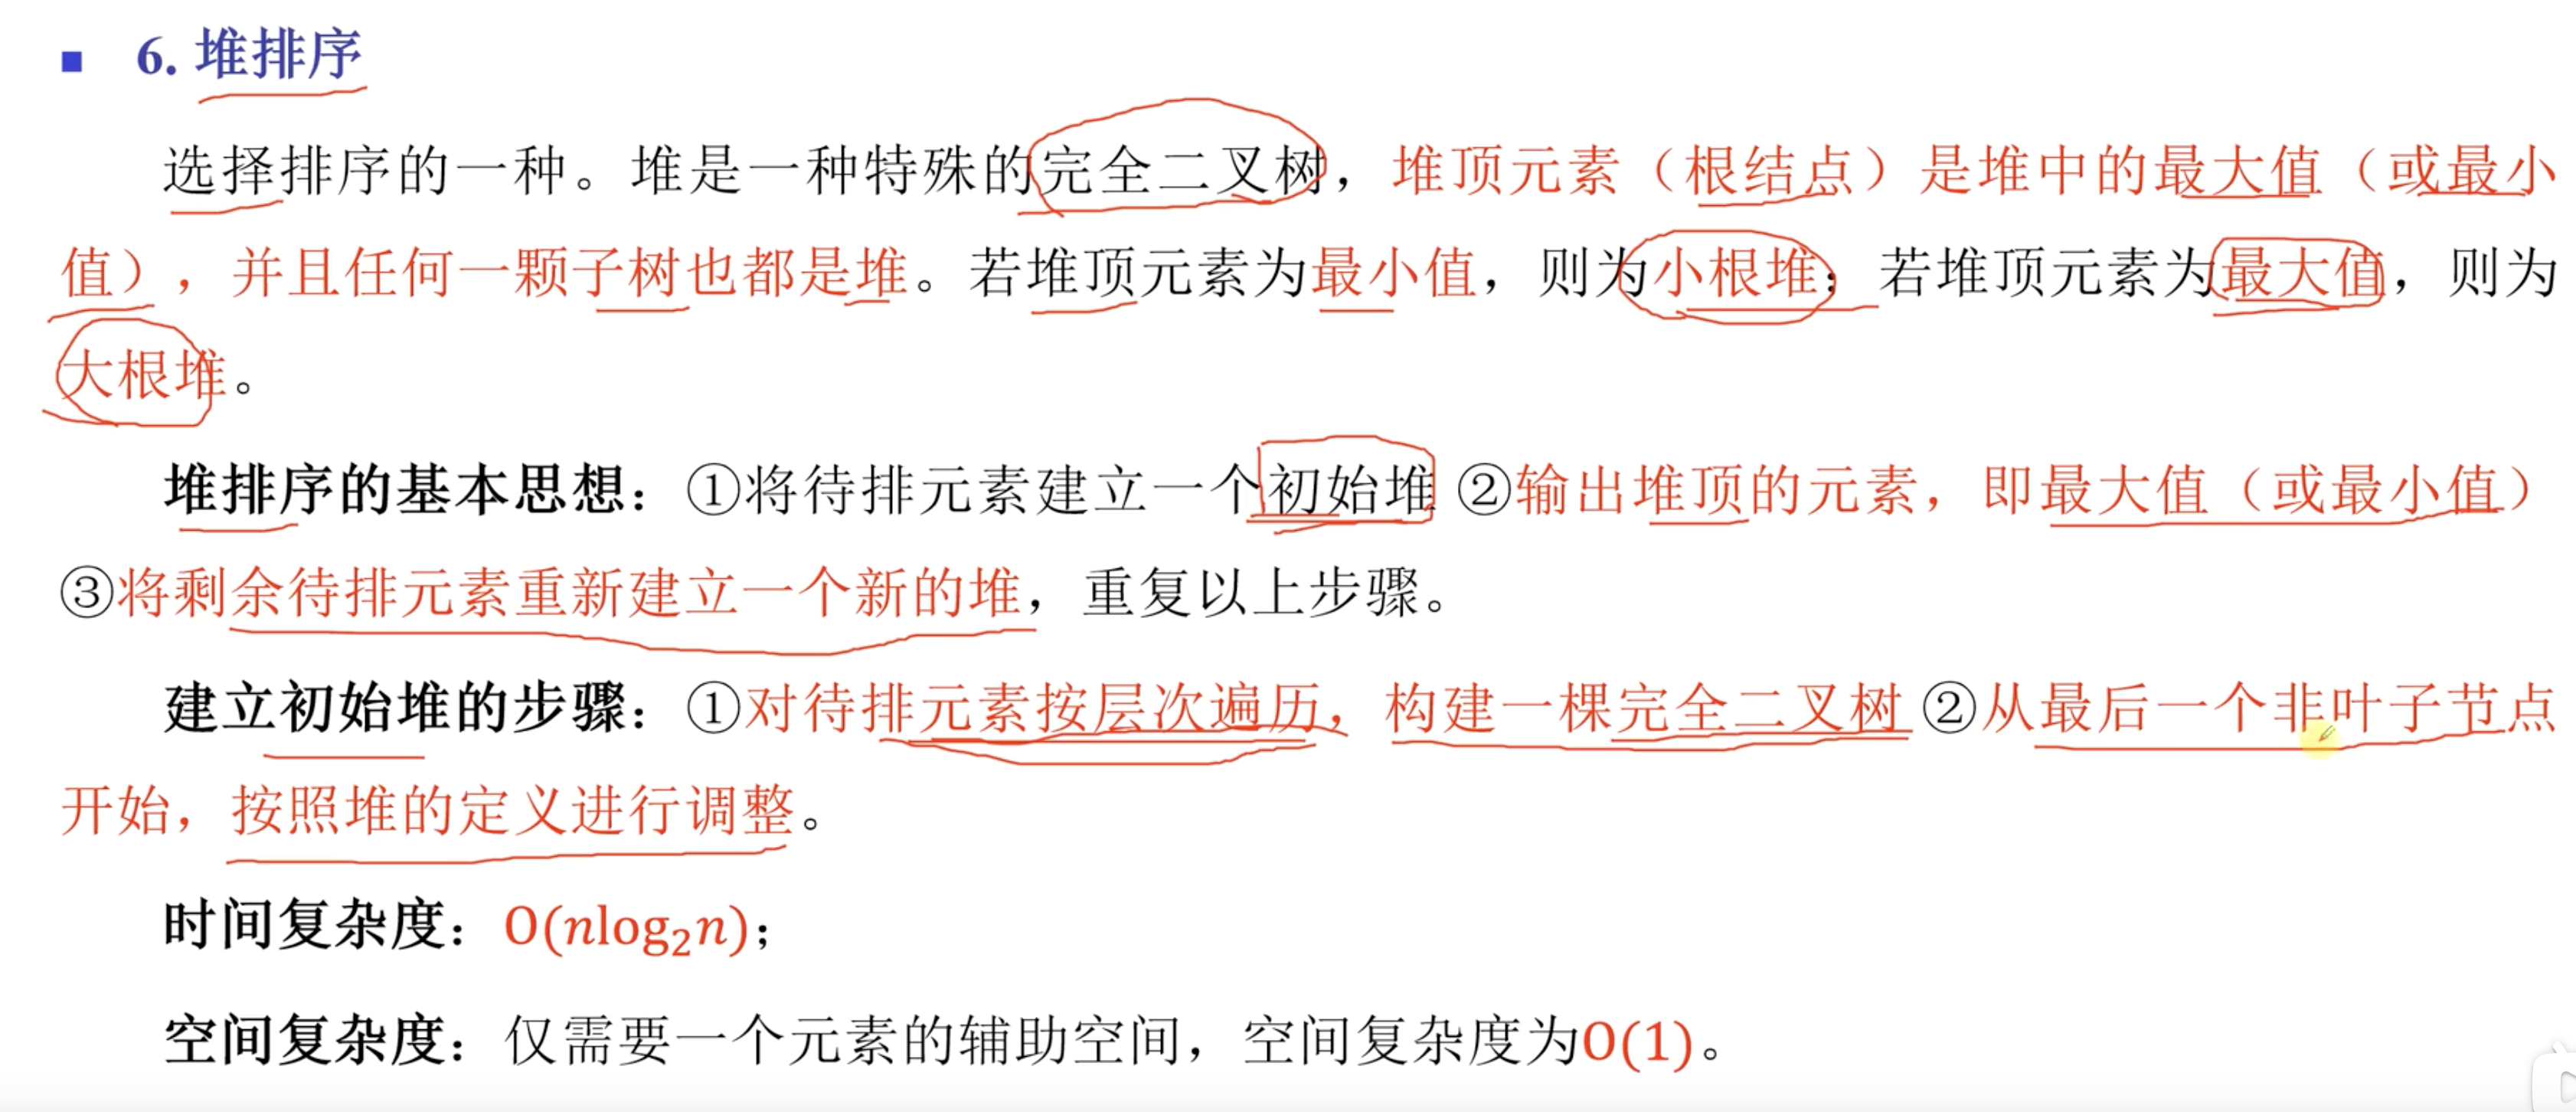 6. 堆排序
选择排序的一种。堆是一种特殊的完全二叉树，堆顶元素（根结点）是堆中的最大值（或最小
值），并且任何一颗子树也都是堆。若堆顶元素为最小值，则为小根堆；若堆顶元素为最大值，则为
大根堆。
堆排序的基本思想：①将待排元素建立一个初始堆 ②输出堆顶的元素，即最大值（或最小值）
③将剩余待排元素重新建立一个新的堆，重复以上步骤。
建立初始堆的步骤：①对待排元素按层次遍历，构建一棵完全二叉树 ②从最后一个非叶子节点
开始，按照堆的定义进行调整。
时间复杂度：O(nlog₂n)；
空间复杂度：仅需要一个元素的辅助空间，空间复杂度为O(1)。